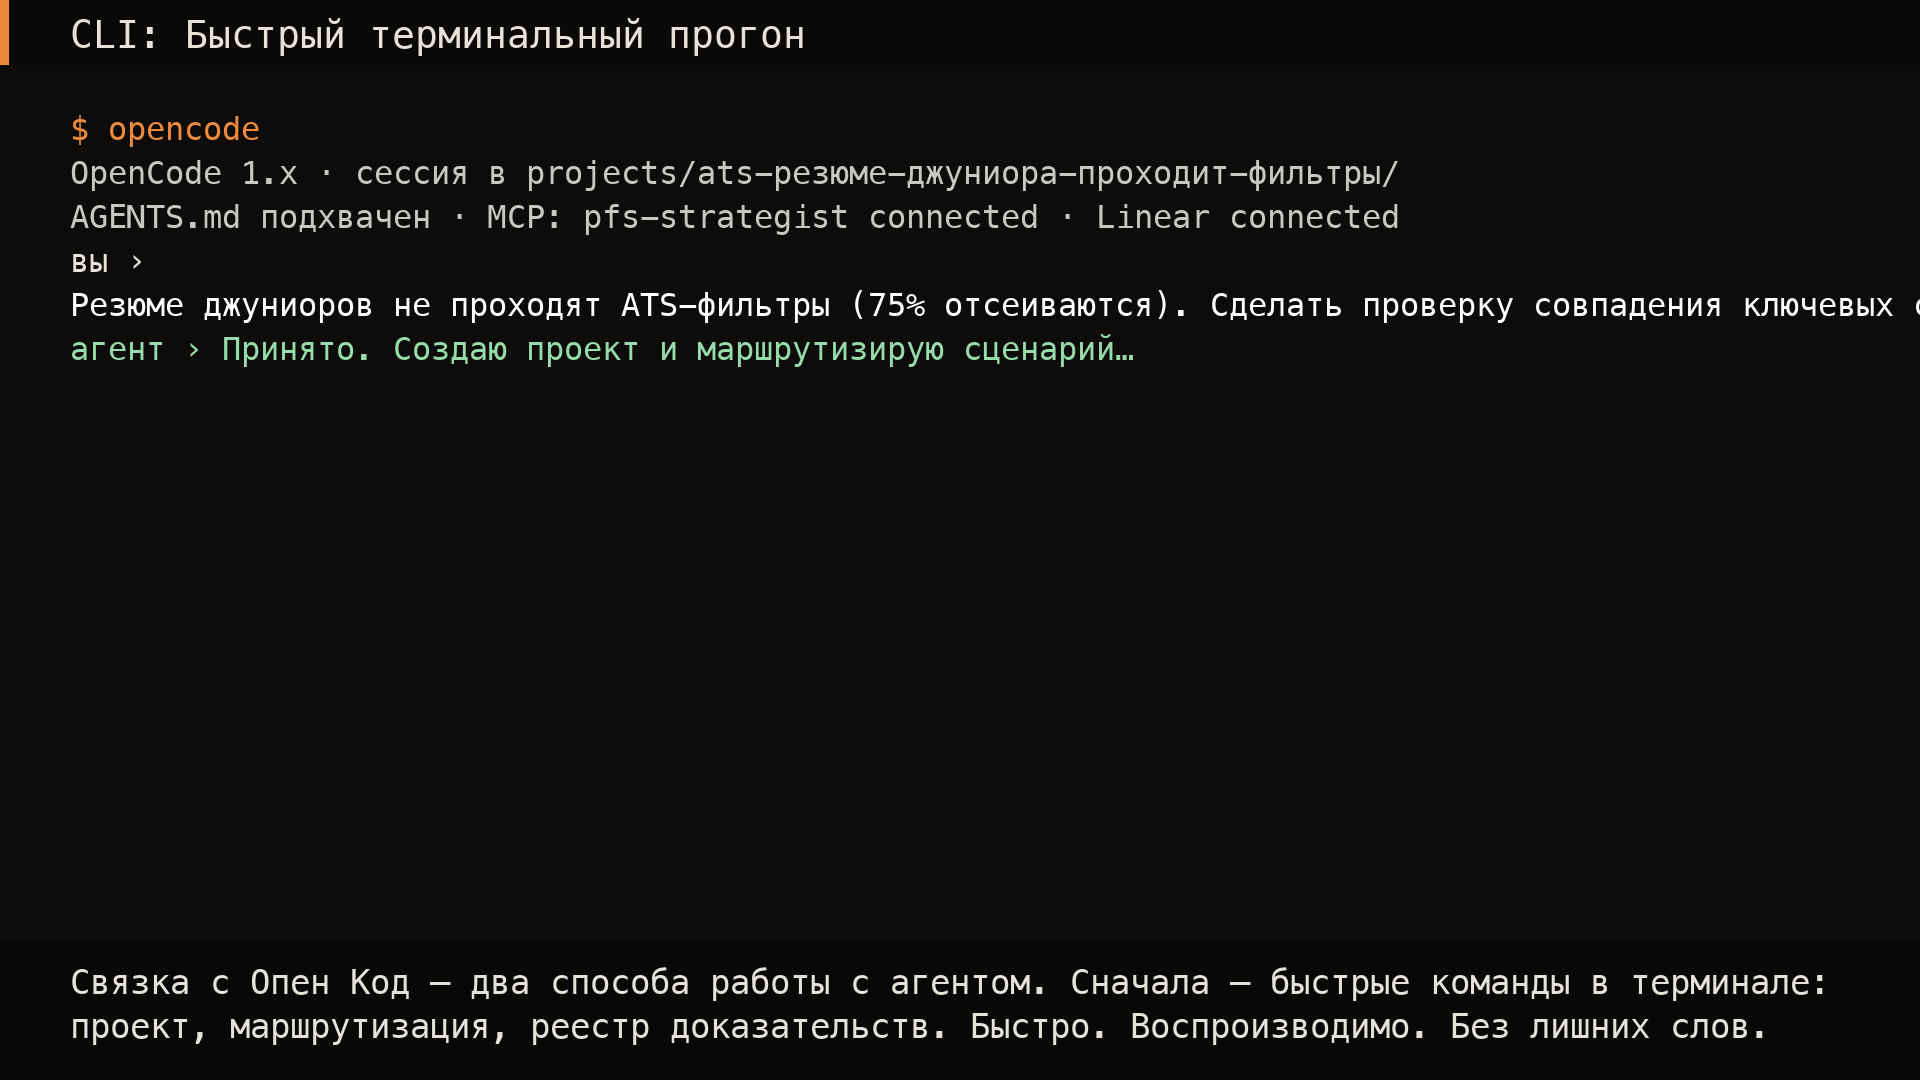 CLI: Быстрый терминальный прогон
$ opencode
OpenCode 1.x · сессия в projects/ats−резюме−джуниора−проходит−фильтры/
AGENTS.md подхвачен · MCP: pfs−strategist connected · Linear connected
вы ›
Резюме джуниоров не проходят ATS−фильтры (75% отсеиваются). Сделать проверку совпадения ключевых
агент › Принято. Создаю проект и маршрутизирую сценарий…
Связка с Опен Код — два способа работы с агентом. Сначала — быстрые команды в терминале:
проект, маршрутизация, реестр доказательств. Быстро. Воспроизводимо. Без лишних слов.